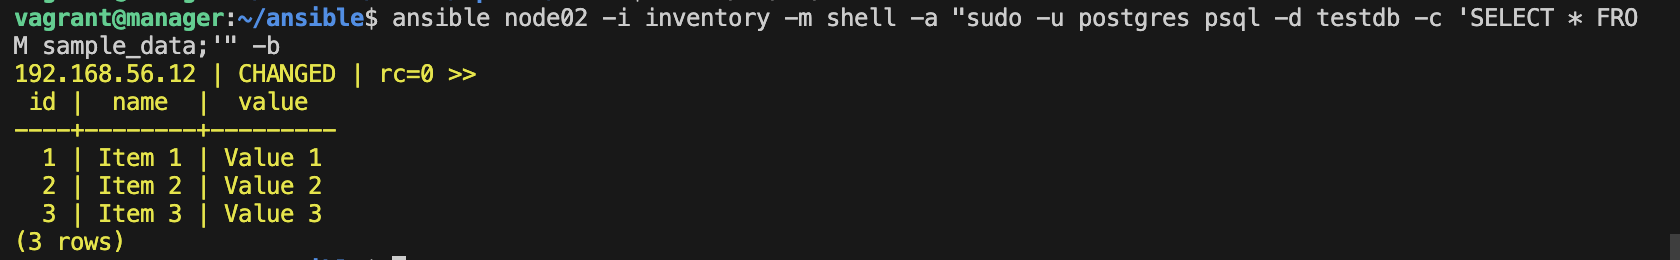 vagrant@manager:~/ansible$ ansible node02 -i inventory -m shell -a "sudo -u postgres psql -d testdb -c 'SELECT * FRO
M sample_data;'" -b
192.168.56.12 | CHANGED | rc=0 >>
 id |  name  |  value
----+--------+---------
  1 | Item 1 | Value 1
  2 | Item 2 | Value 2
  3 | Item 3 | Value 3
(3 rows)